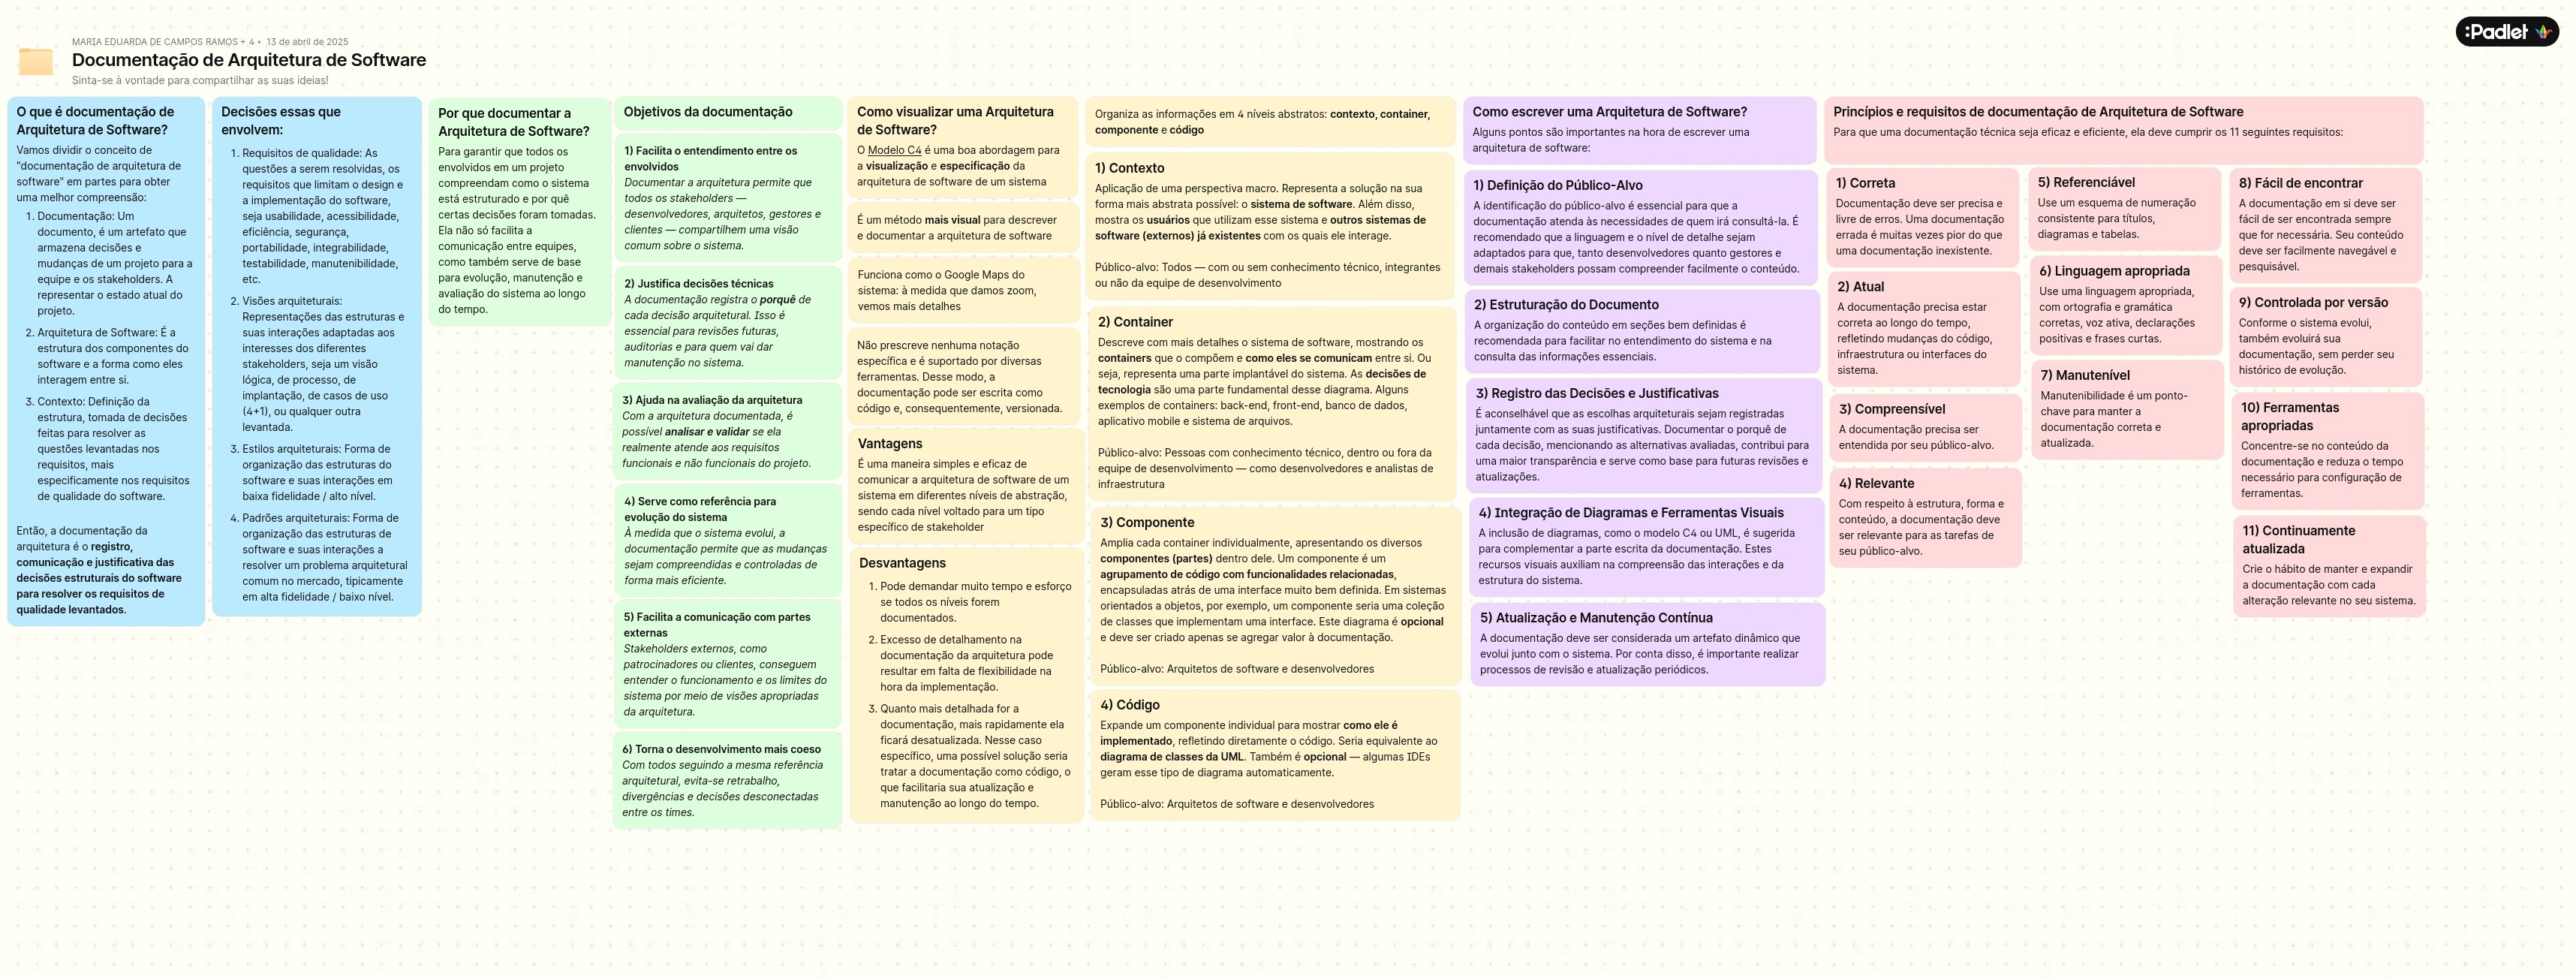 MARIA EDUARDA DE CAMPOS RAMOS + 4 • 13 de abril de 2025
Documentação de Arquitetura de Software
Sinta-se à vontade para compartilhar as suas ideias!
:Padlet
O que é documentação de
Arquitetura de Software?
Vamos dividir o conceito de
"documentação de arquitetura de
software" em partes para obter
uma melhor compreensão:
1. Documentação: Um
documento, é um artefato que
armazena decisões e
mudanças de um projeto para a
equipe e os stakeholders. A
representar o estado atual do
projeto.
2. Arquitetura de Software: É a
estrutura dos componentes do
software e a forma como eles
interagem entre si.
3. Contexto: Definição da
estrutura, tomada de decisões
feitas para resolver as
questões levantadas nos
requisitos, mais
especificamente nos requisitos
de qualidade do software.
Então, a documentação da
arquitetura é o registro,
comunicação e justificativa das
decisões estruturais do software
para resolver os requisitos de
qualidade levantados.
Decisões essas que
envolvem:
1. Requisitos de qualidade: As
questões a serem resolvidas, os
requisitos que limitam o design e
a implementação do software,
seja usabilidade, acessibilidade,
eficiência, segurança,
portabilidade, integrabilidade,
testabilidade, manutenibilidade,
etc.
2. Visões arquiteturais:
Representações das estruturas e
suas interações adaptadas aos
interesses dos diferentes
stakeholders, seja um visão
lógica, de processo, de
implantação, de casos de uso
(4+1), ou qualquer outra
levantada.
3. Estilos arquiteturais: Forma de
organização das estruturas do
software e suas interações em
baixa fidelidade / alto nível.
4. Padrões arquiteturais: Forma de
organização das estruturas de
software e suas interações a
resolver um problema arquitetural
comum no mercado, tipicamente
em alta fidelidade / baixo nível.
Por que documentar a
Arquitetura de Software?
Para garantir que todos os
envolvidos em um projeto
compreendam como o sistema
está estruturado e por quê
certas decisões foram tomadas.
Ela não só facilita a
comunicação entre equipes,
como também serve de base
para evolução, manutenção e
avaliação do sistema ao longo
do tempo.
Objetivos da documentação
1) Facilita o entendimento entre os
envolvidos
Documentar a arquitetura permite que
todos os stakeholders —
desenvolvedores, arquitetos, gestores e
clientes — compartilhem uma visão
comum sobre o sistema.
2) Justifica decisões técnicas
A documentação registra o porquê de
cada decisão arquitetural. Isso é
essencial para revisões futuras,
auditorias e para quem vai dar
manutenção no sistema.
3) Ajuda na avaliação da arquitetura
Com a arquitetura documentada, é
possível analisar e validar se ela
realmente atende aos requisitos
funcionais e não funcionais do projeto.
4) Serve como referência para
evolução do sistema
À medida que o sistema evolui, a
documentação permite que as mudanças
sejam compreendidas e controladas de
forma mais eficiente.
5) Facilita a comunicação com partes
externas
Stakeholders externos, como
patrocinadores ou clientes, conseguem
entender o funcionamento e os limites do
sistema por meio de visões apropriadas
da arquitetura.
6) Torna o desenvolvimento mais coeso
Com todos seguindo a mesma referência
arquitetural, evita-se retrabalho,
divergências e decisões desconectadas
entre os times.
Como visualizar uma Arquitetura
de Software?
O Modelo C4 é uma boa abordagem para
a visualização e especificação da
arquitetura de software de um sistema
É um método mais visual para descrever
e documentar a arquitetura de software
Funciona como o Google Maps do
sistema: à medida que damos zoom,
vemos mais detalhes
Não prescreve nenhuma notação
específica e é suportado por diversas
ferramentas. Desse modo, a
documentação pode ser escrita como
código e, consequentemente, versionada.
Vantagens
É uma maneira simples e eficaz de
comunicar a arquitetura de software de um
sistema em diferentes níveis de abstração,
sendo cada nível voltado para um tipo
específico de stakeholder
Desvantagens
1. Pode demandar muito tempo e esforço
se todos os níveis forem
documentados.
2. Excesso de detalhamento na
documentação da arquitetura pode
resultar em falta de flexibilidade na
hora da implementação.
3. Quanto mais detalhada for a
documentação, mais rapidamente ela
ficará desatualizada. Nesse caso
específico, uma possível solução seria
tratar a documentação como código, o
que facilitaria sua atualização e
manutenção ao longo do tempo.
Organiza as informações em 4 níveis abstratos: contexto, container,
componente e código
1) Contexto
Aplicação de uma perspectiva macro. Representa a solução na sua
forma mais abstrata possível: o sistema de software. Além disso,
mostra os usuários que utilizam esse sistema e outros sistemas de
software (externos) já existentes com os quais ele interage.
Público-alvo: Todos — com ou sem conhecimento técnico, integrantes
ou não da equipe de desenvolvimento
2) Container
Descreve com mais detalhes o sistema de software, mostrando os
containers que o compõem e como eles se comunicam entre si. Ou
seja, representa uma parte implantável do sistema. As decisões de
tecnologia são uma parte fundamental desse diagrama. Alguns
exemplos de containers: back-end, front-end, banco de dados,
aplicativo mobile e sistema de arquivos.
Público-alvo: Pessoas com conhecimento técnico, dentro ou fora da
equipe de desenvolvimento — como desenvolvedores e analistas de
infraestrutura
3) Componente
Amplia cada container individualmente, apresentando os diversos
componentes (partes) dentro dele. Um componente é um
agrupamento de código com funcionalidades relacionadas,
encapsuladas atrás de uma interface muito bem definida. Em sistemas
orientados a objetos, por exemplo, um componente seria uma coleção
de classes que implementam uma interface. Este diagrama é opcional
e deve ser criado apenas se agregar valor à documentação.
Público-alvo: Arquitetos de software e desenvolvedores
4) Código
Expande um componente individual para mostrar como ele é
implementado, refletindo diretamente o código. Seria equivalente ao
diagrama de classes da UML. Também é opcional — algumas IDEs
geram esse tipo de diagrama automaticamente.
Público-alvo: Arquitetos de software e desenvolvedores
Como escrever uma Arquitetura de Software?
Alguns pontos são importantes na hora de escrever uma
arquitetura de software:
1) Definição do Público-Alvo
A identificação do público-alvo é essencial para que a
documentação atenda às necessidades de quem irá consultá-la. É
recomendado que a linguagem e o nível de detalhe sejam
adaptados para que, tanto desenvolvedores quanto gestores e
demais stakeholders possam compreender facilmente o conteúdo.
2) Estruturação do Documento
A organização do conteúdo em seções bem definidas é
recomendada para facilitar no entendimento do sistema e na
consulta das informações essenciais.
3) Registro das Decisões e Justificativas
É aconselhável que as escolhas arquiteturais sejam registradas
juntamente com as suas justificativas. Documentar o porquê de
cada decisão, mencionando as alternativas avaliadas, contribui para
uma maior transparência e serve como base para futuras revisões e
atualizações.
4) Integração de Diagramas e Ferramentas Visuais
A inclusão de diagramas, como o modelo C4 ou UML, é sugerida
para complementar a parte escrita da documentação. Estes
recursos visuais auxiliam na compreensão das interações e da
estrutura do sistema.
5) Atualização e Manutenção Contínua
A documentação deve ser considerada um artefato dinâmico que
evolui junto com o sistema. Por conta disso, é importante realizar
processos de revisão e atualização periódicos.
Princípios e requisitos de documentação de Arquitetura de Software
Para que uma documentação técnica seja eficaz e eficiente, ela deve cumprir os 11 seguintes requisitos:
1) Correta
Documentação deve ser precisa e
livre de erros. Uma documentação
errada é muitas vezes pior do que
uma documentação inexistente.
2) Atual
A documentação precisa estar
correta ao longo do tempo,
refletindo mudanças do código,
infraestrutura ou interfaces do
sistema.
3) Compreensível
A documentação precisa ser
entendida por seu público-alvo.
4) Relevante
Com respeito à estrutura, forma e
conteúdo, a documentação deve
ser relevante para as tarefas de
seu público-alvo.
5) Referenciável
Use um esquema de numeração
consistente para títulos,
diagramas e tabelas.
6) Linguagem apropriada
Use uma linguagem apropriada,
com ortografia e gramática
corretas, voz ativa, declarações
positivas e frases curtas.
7) Manutenível
Manutenibilidade é um ponto-
chave para manter a
documentação correta e
atualizada.
8) Fácil de encontrar
A documentação em si deve ser
fácil de ser encontrada sempre
que for necessária. Seu conteúdo
deve ser facilmente navegável e
pesquisável.
9) Controlada por versão
Conforme o sistema evolui,
também evoluirá sua
documentação, sem perder seu
histórico de evolução.
10) Ferramentas
apropriadas
Concentre-se no conteúdo da
documentação e reduza o tempo
necessário para configuração de
ferramentas.
11) Continuamente
atualizada
Crie o hábito de manter e expandir
a documentação com cada
alteração relevante no seu sistema.